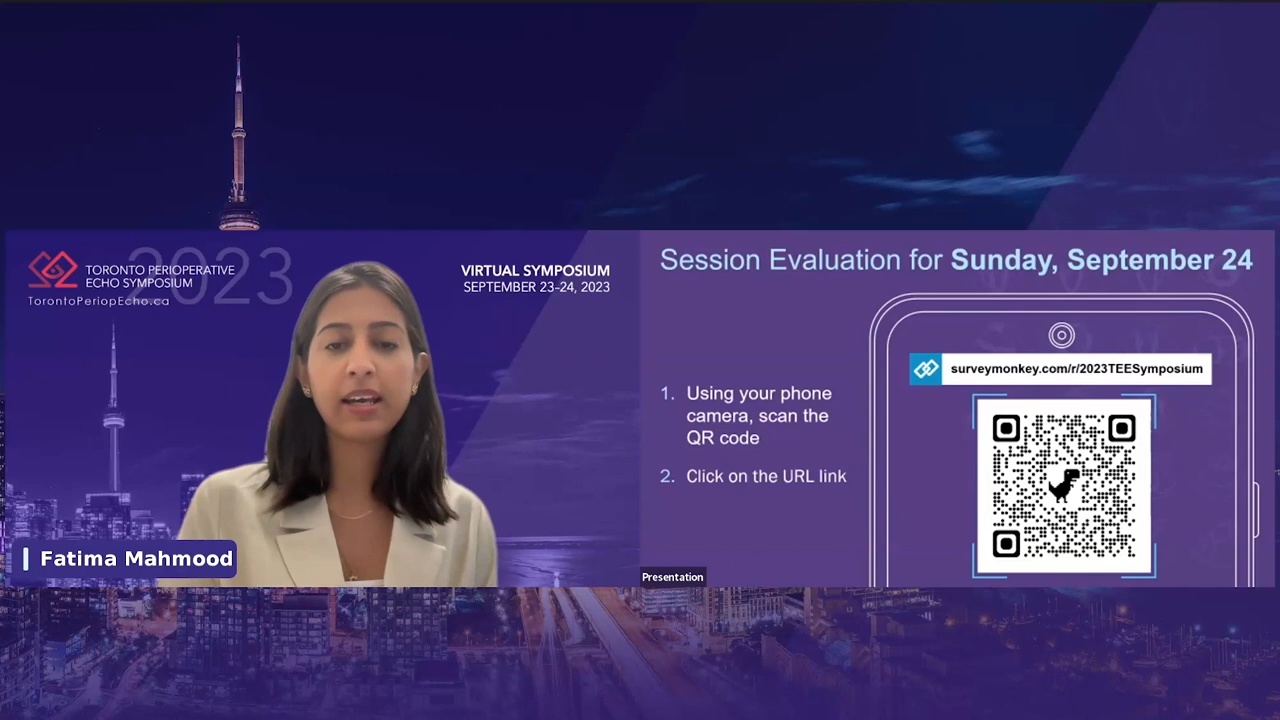 2023
TORONTO PERIOPERATIVE
ECHO SYMPOSIUM
TorontoPeriopEcho.ca
VIRTUAL SYMPOSIUM
SEPTEMBER 23-24, 2023
Fatima Mahmood
Session Evaluation for Sunday, September 24
surveymonkey.com/r/2023TEESymposium
1. Using your phone
camera, scan the
QR code
2. Click on the URL link
Presentation